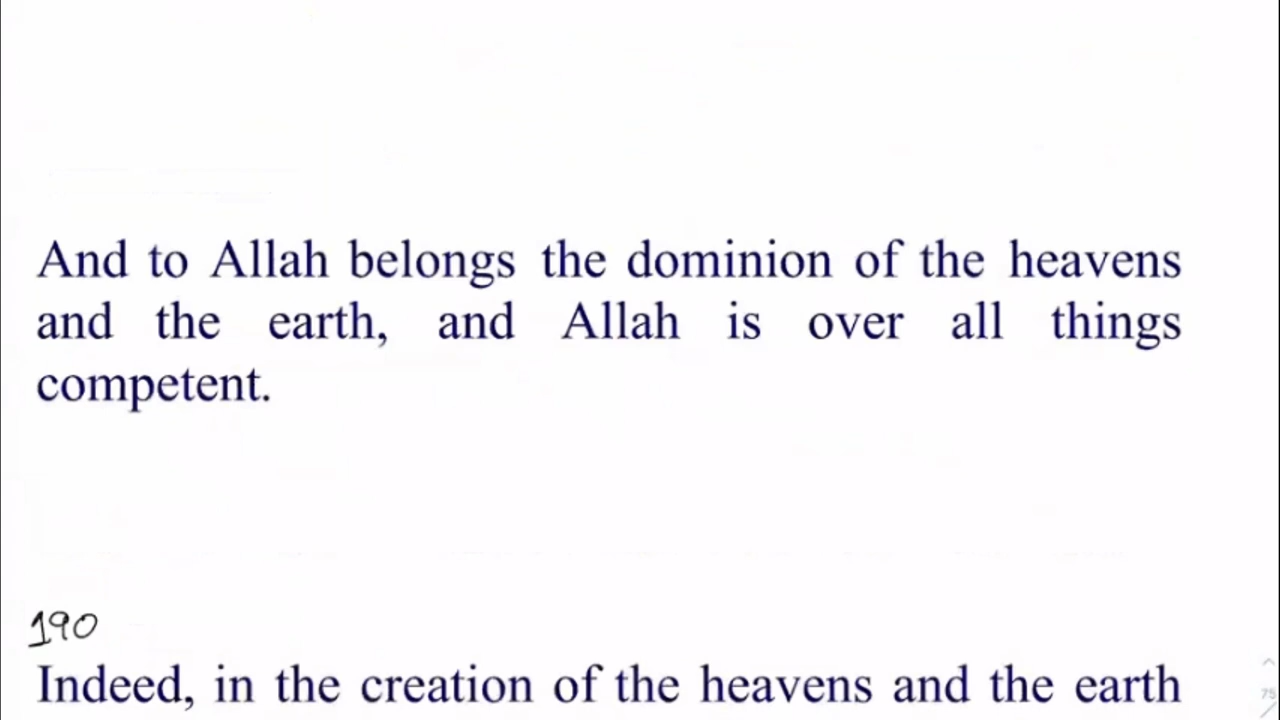 And to Allah belongs the dominion of the heavens
and the earth, and Allah is over all things
competent.
190
Indeed, in the creation of the heavens and the earth
75